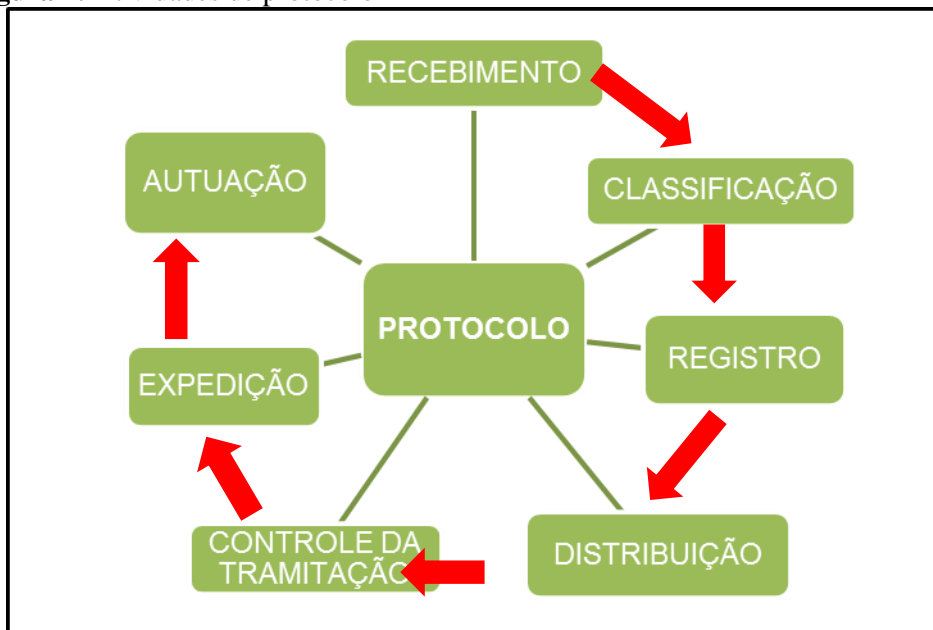 RECEBIMENTO
CLASSIFICAÇÃO
REGISTRO
DISTRIBUIÇÃO
CONTROLE DA
TRAMITAÇÃO
EXPEDIÇÃO
AUTUAÇÃO
PROTOCOLO